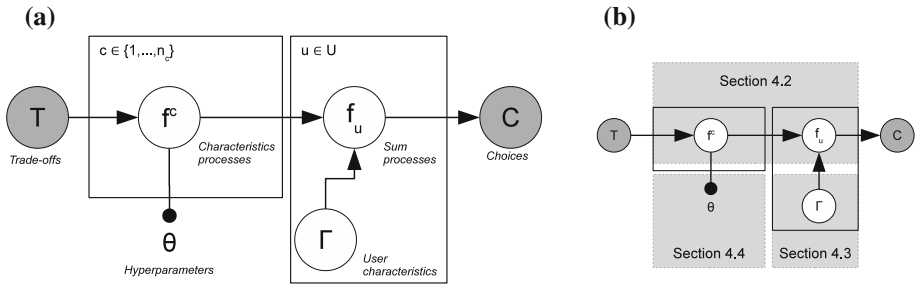 (a)
c ∈ {1,...,n_c}
u ∈ U
T
f^c
f_u
C
Trade-offs
Characteristics
processes
Sum
processes
Choices
θ
Γ
Hyperparameters
User
characteristics
(b)
Section 4.2
T
f^c
f_u
C
θ
Γ
Section 4.4
Section 4.3